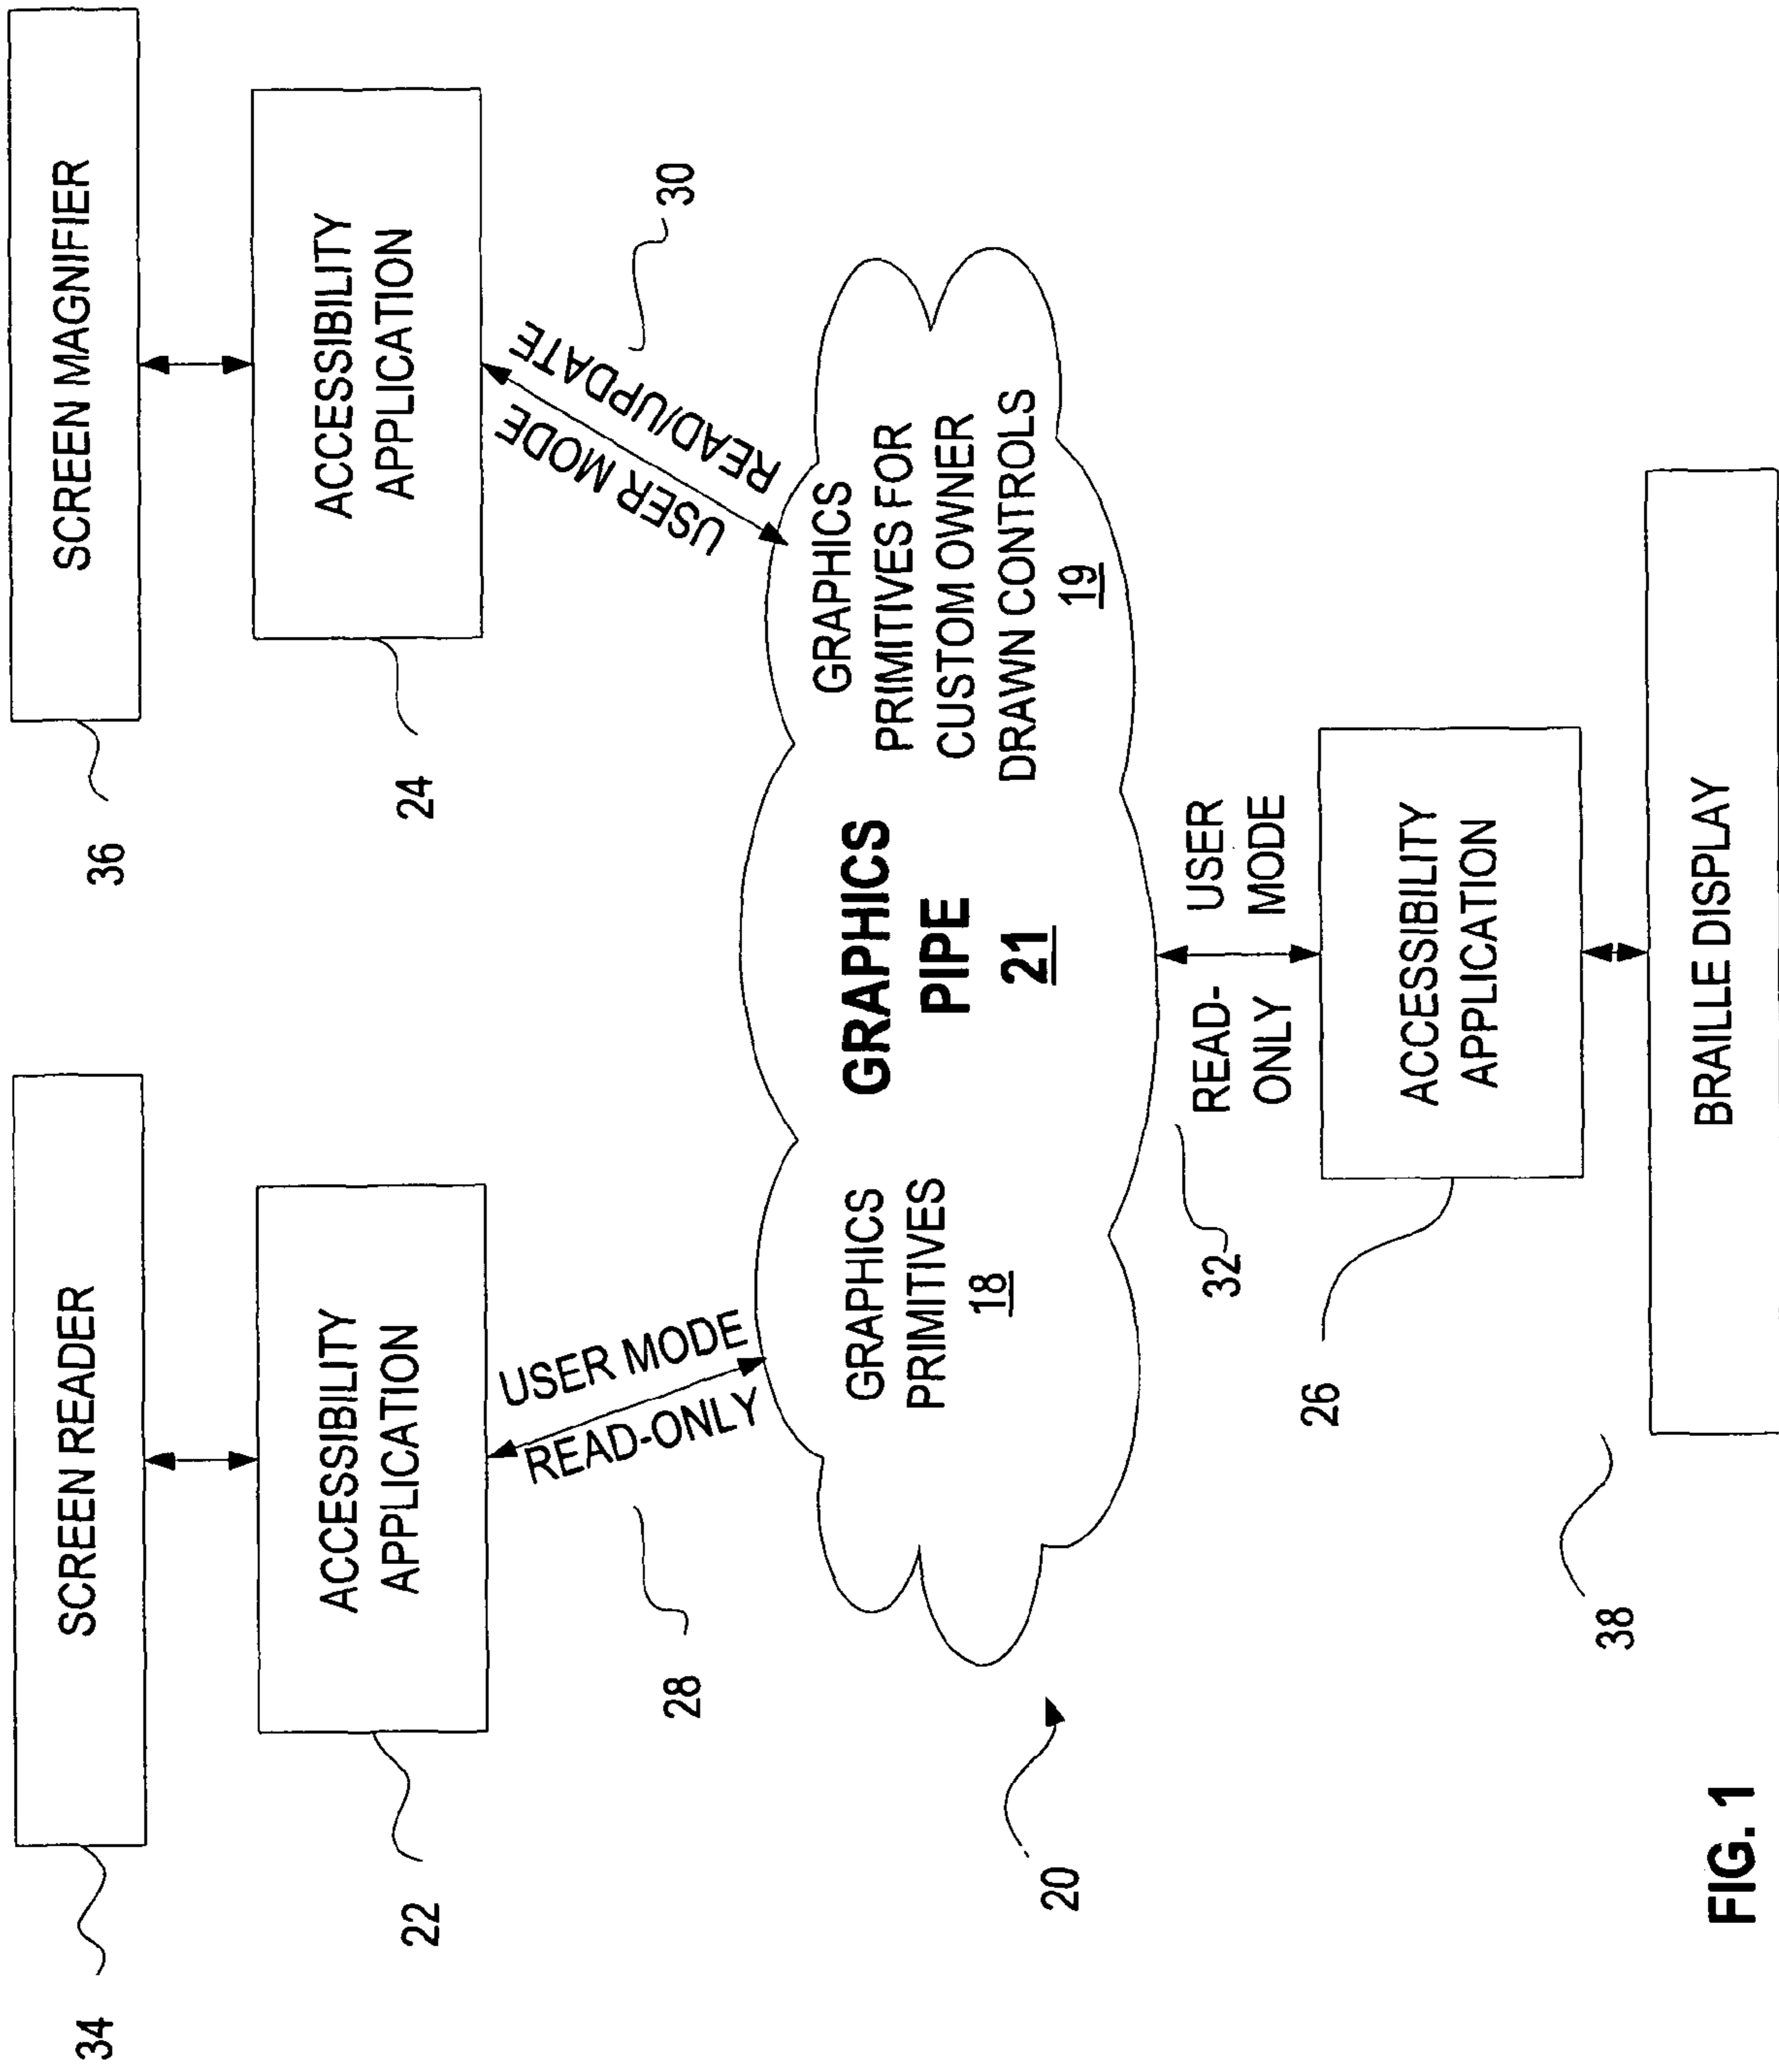 SCREEN READER
34
ACCESSIBILITY
APPLICATION
22
USER MODE
READ-ONLY
28
SCREEN MAGNIFIER
36
ACCESSIBILITY
APPLICATION
24
USER MODE
READ/UPDATE
30
GRAPHICS
PRIMITIVES
18
GRAPHICS
PIPE
21
GRAPHICS
PRIMITIVES FOR
CUSTOM OWNER
DRAWN CONTROLS
19
20
READ-
ONLY
USER
MODE
32
ACCESSIBILITY
APPLICATION
26
BRAILLE DISPLAY
38
FIG. 1